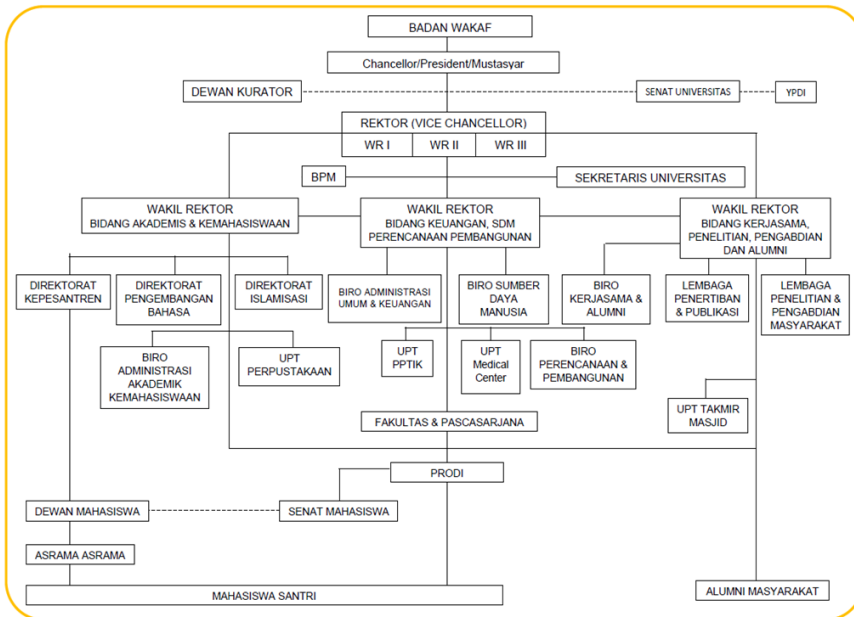 BADAN WAKAF
Chancellor/President/Mustasyar
DEWAN KURATOR
SENAT UNIVERSITAS
YPDI
REKTOR (VICE CHANCELLOR)
WR I
WR II
WR III
BPM
SEKRETARIS UNIVERSITAS
WAKIL REKTOR
BIDANG AKADEMIS & KEMAHASISWAAN
WAKIL REKTOR
BIDANG KEUANGAN, SDM
PERENCANAAN PEMBANGUNAN
WAKIL REKTOR
BIDANG KERJASAMA,
PENELITIAN, PENGABDIAN
DAN ALUMNI
DIREKTORAT
KEPESANTREN
DIREKTORAT
PENGEMBANGAN
BAHASA
DIREKTORAT
ISLAMISASI
BIRO ADMINISTRASI
UMUM & KEUANGAN
BIRO SUMBER
DAYA
MANUSIA
BIRO
KERJASAMA &
ALUMNI
LEMBAGA
PENERTIBAN
& PUBLIKASI
LEMBAGA
PENELITIAN &
PENGABDIAN
MASYARAKAT
BIRO
ADMINISTRASI
AKADEMIK
KEMAHASISWAAN
UPT
PERPUSTAKAAN
UPT
PPTIK
UPT
Medical
Center
BIRO
PERENCANAAN &
PEMBANGUNAN
UPT TAKMIR
MASJID
FAKULTAS & PASCASARJANA
PRODI
DEWAN MAHASISWA
SENAT MAHASISWA
ASRAMA ASRAMA
MAHASISWA SANTRI
ALUMNI MASYARAKAT